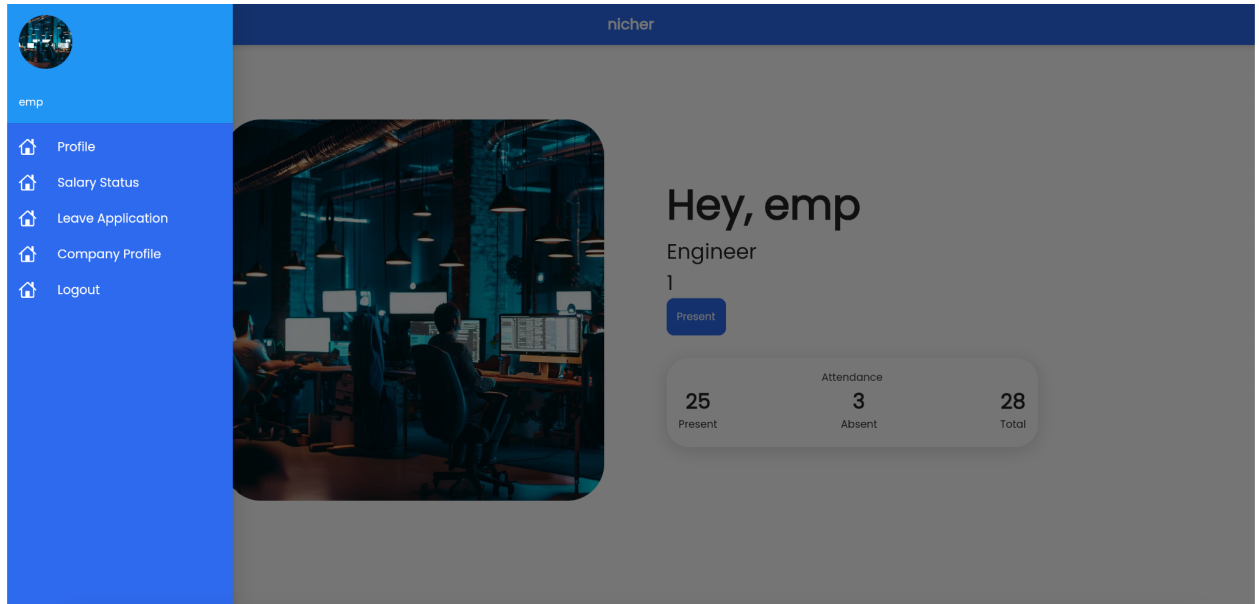 nicher
emp
Profile
Salary Status
Leave Application
Company Profile
Logout
Hey, emp
Engineer
1
Present
Attendance
25 3 28
Present Absent Total